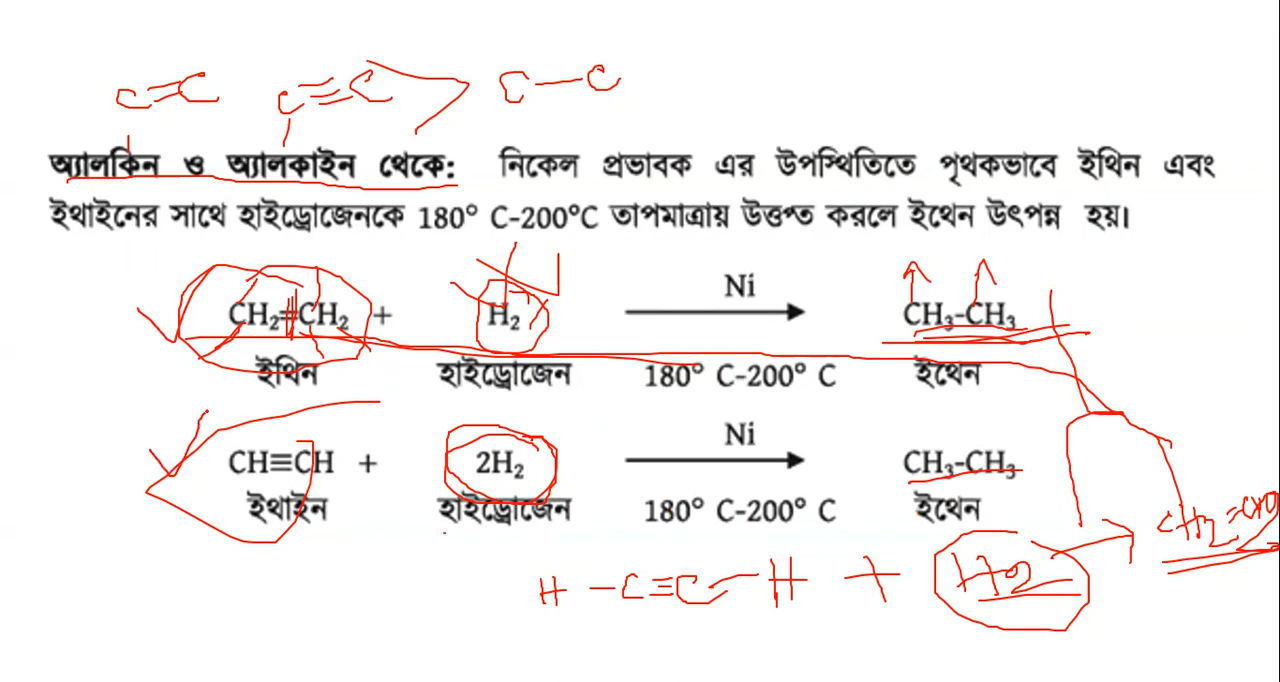 C=C C≡C C-C
অ্যালকিন ও অ্যালকাইন থেকে: নিকেল প্রভাবক এর উপস্থিতিতে পৃথকভাবে ইথিন এবং
ইথাইনের সাথে হাইড্রোজেনকে 180° C-200°C তাপমাত্রায় উত্তপ্ত করলে ইথেন উৎপন্ন হয়।
Ni
CH₂=CH₂ + H₂ CH₃-CH₃
ইথিন হাইড্রোজেন 180° C-200° C ইথেন
Ni
CH≡CH + 2H₂ CH₃-CH₃
ইথাইন হাইড্রোজেন 180° C-200° C ইথেন
H-C≡C-H + H₂ → CH₂=